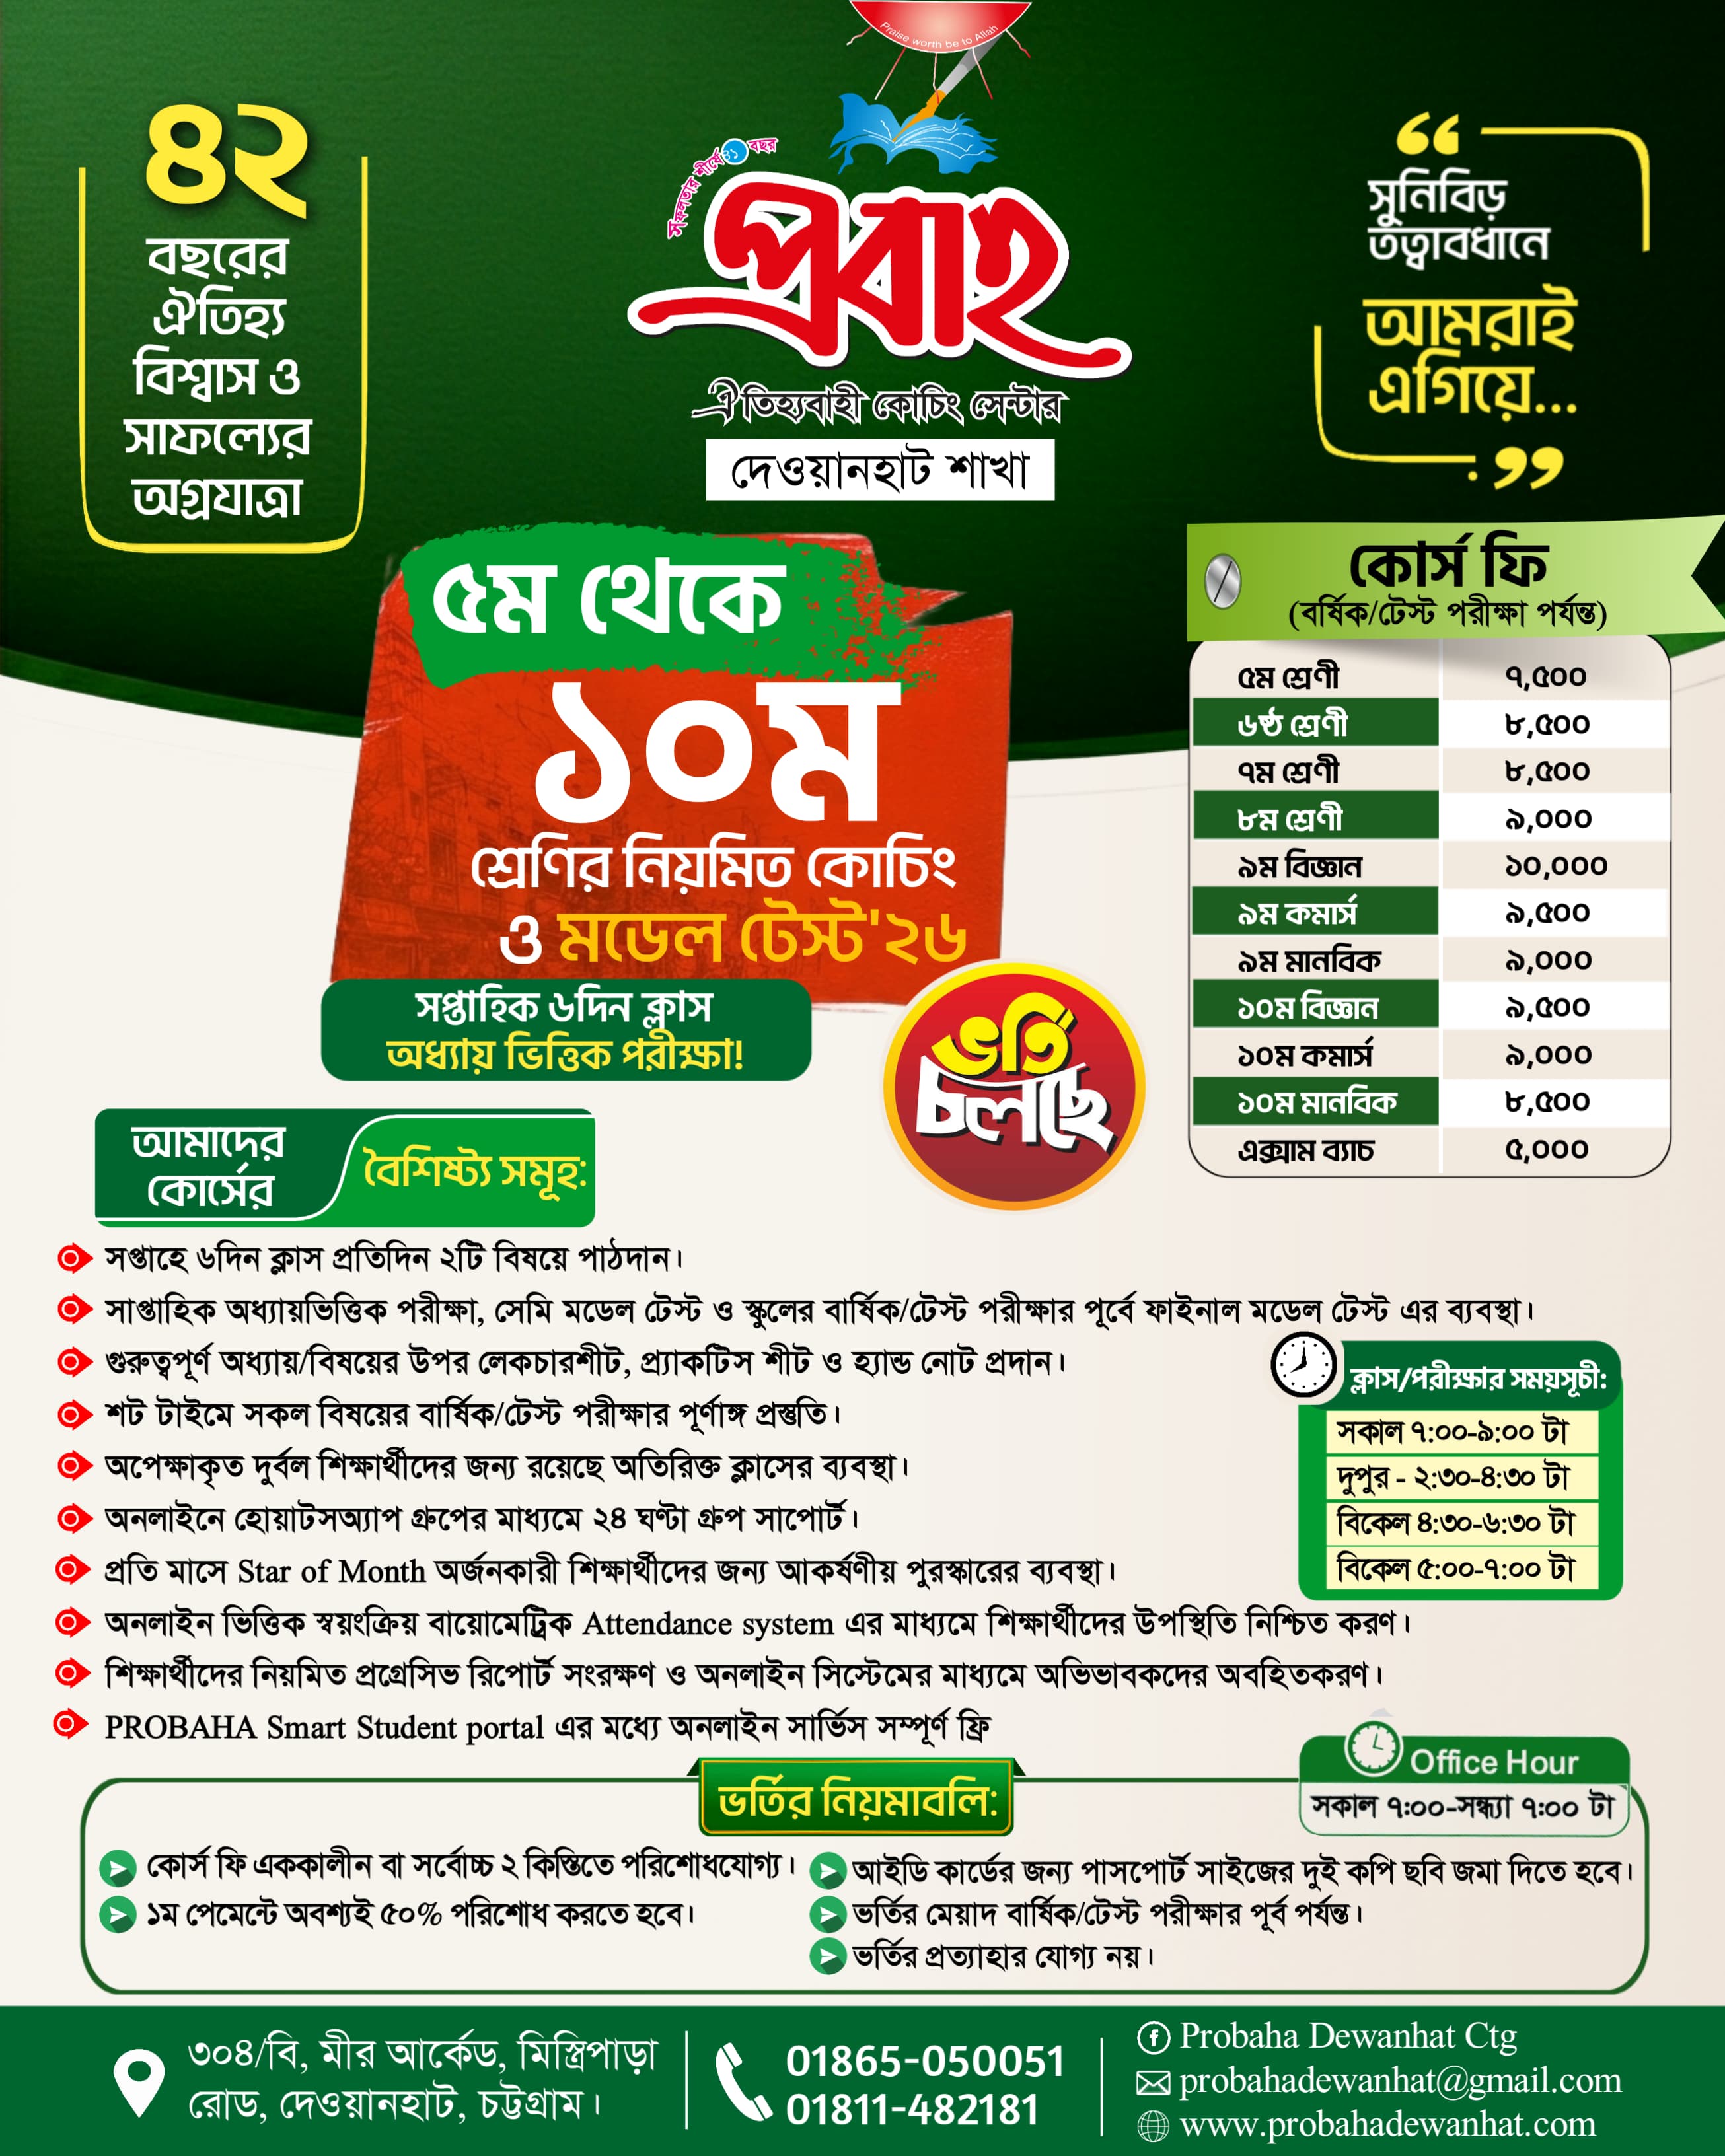 Praise worth be to Allah
সফলতার শীর্ষে ২১ বছর
৪২
বছরের
ঐতিহ্য
বিশ্বাস ও
সাফল্যের
অগ্রযাত্রা
প্রবাহ
ঐতিহ্যবাহী কোচিং সেন্টার
দেওয়ানহাট শাখা
“
সুনিবিড়
তত্বাবধানে
আমরাই
এগিয়ে...
”
৫ম থেকে
১০ম
শ্রেণির নিয়মিত কোচিং
ও মডেল টেস্ট'২৬
সপ্তাহিক ৬দিন ক্লাস
অধ্যায় ভিত্তিক পরীক্ষা!
ভর্তি
চলছে
কোর্স ফি
(বর্ষিক/টেস্ট পরীক্ষা পর্যন্ত)
৫ম শ্রেণী ৭,৫০০
৬ষ্ঠ শ্রেণী ৮,৫০০
৭ম শ্রেণী ৮,৫০০
৮ম শ্রেণী ৯,০০০
৯ম বিজ্ঞান ১০,০০০
৯ম কমার্স ৯,৫০০
৯ম মানবিক ৯,০০০
১০ম বিজ্ঞান ৯,৫০০
১০ম কমার্স ৯,০০০
১০ম মানবিক ৮,৫০০
এক্সাম ব্যাচ ৫,০০০
আমাদের
কোর্সের
বৈশিষ্ট্য সমূহ:
সপ্তাহে ৬দিন ক্লাস প্রতিদিন ২টি বিষয়ে পাঠদান।
সাপ্তাহিক অধ্যায়ভিত্তিক পরীক্ষা, সেমি মডেল টেস্ট ও স্কুলের বার্ষিক/টেস্ট পরীক্ষার পূর্বে ফাইনাল মডেল টেস্ট এর ব্যবস্থা।
গুরুত্বপূর্ণ অধ্যায়/বিষয়ের উপর লেকচারশীট, প্র্যাকটিস শীট ও হ্যান্ড নোট প্রদান।
শট টাইমে সকল বিষয়ের বার্ষিক/টেস্ট পরীক্ষার পূর্ণাঙ্গ প্রস্তুতি।
অপেক্ষাকৃত দুর্বল শিক্ষার্থীদের জন্য রয়েছে অতিরিক্ত ক্লাসের ব্যবস্থা।
অনলাইনে হোয়াটসঅ্যাপ গ্রুপের মাধ্যমে ২৪ ঘণ্টা গ্রুপ সাপোর্ট।
প্রতি মাসে Star of Month অর্জনকারী শিক্ষার্থীদের জন্য আকর্ষণীয় পুরস্কারের ব্যবস্থা।
অনলাইন ভিত্তিক স্বয়ংক্রিয় বায়োমেট্রিক Attendance system এর মাধ্যমে শিক্ষার্থীদের উপস্থিতি নিশ্চিত করণ।
শিক্ষার্থীদের নিয়মিত প্রগ্রেসিভ রিপোর্ট সংরক্ষণ ও অনলাইন সিস্টেমের মাধ্যমে অভিভাবকদের অবহিতকরণ।
PROBAHA Smart Student portal এর মধ্যে অনলাইন সার্ভিস সম্পূর্ণ ফ্রি
ক্লাস/পরীক্ষার সময়সূচী:
সকাল ৭:০০-৯:০০ টা
দুপুর - ২:৩০-৪:৩০ টা
বিকেল ৪:৩০-৬:৩০ টা
বিকেল ৫:০০-৭:০০ টা
Office Hour
সকাল ৭:০০-সন্ধ্যা ৭:০০ টা
ভর্তির নিয়মাবলি:
কোর্স ফি এককালীন বা সর্বোচ্চ ২ কিস্তিতে পরিশোধযোগ্য।
১ম পেমেন্টে অবশ্যই ৫০% পরিশোধ করতে হবে।
আইডি কার্ডের জন্য পাসপোর্ট সাইজের দুই কপি ছবি জমা দিতে হবে।
ভর্তির মেয়াদ বার্ষিক/টেস্ট পরীক্ষার পূর্ব পর্যন্ত।
ভর্তির প্রত্যাহার যোগ্য নয়।
৩০৪/বি, মীর আর্কেড, মিস্ত্রিপাড়া
রোড, দেওয়ানহাট, চট্টগ্রাম।
01865-050051
01811-482181
Probaha Dewanhat Ctg
probahadewanhat@gmail.com
www.probahadewanhat.com